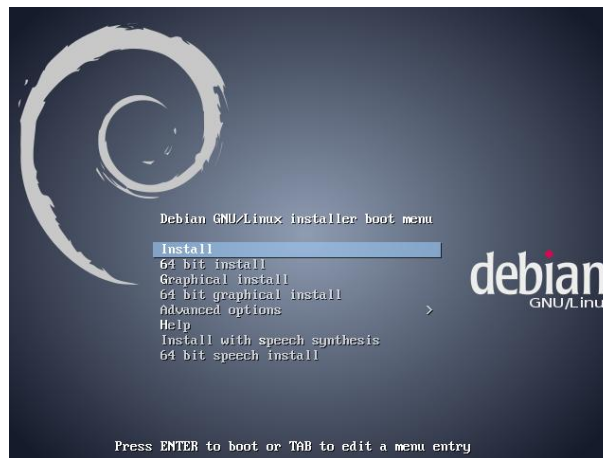 Debian GNU/Linux installer boot menu
Install
64 bit install
Graphical install
64 bit graphical install
Advanced options >
Help
Install with speech synthesis
64 bit speech install
debian
GNU/Linu
Press ENTER to boot or TAB to edit a menu entry